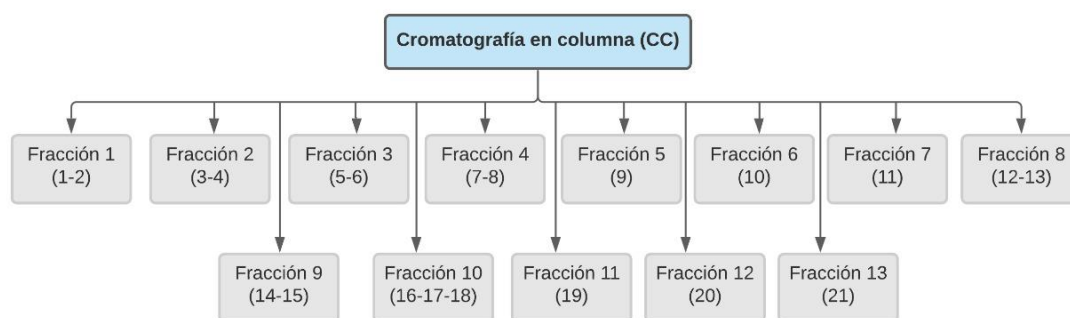 Cromatografía en columna (CC)
Fracción 1
(1-2)
Fracción 2
(3-4)
Fracción 3
(5-6)
Fracción 4
(7-8)
Fracción 5
(9)
Fracción 6
(10)
Fracción 7
(11)
Fracción 8
(12-13)
Fracción 9
(14-15)
Fracción 10
(16-17-18)
Fracción 11
(19)
Fracción 12
(20)
Fracción 13
(21)